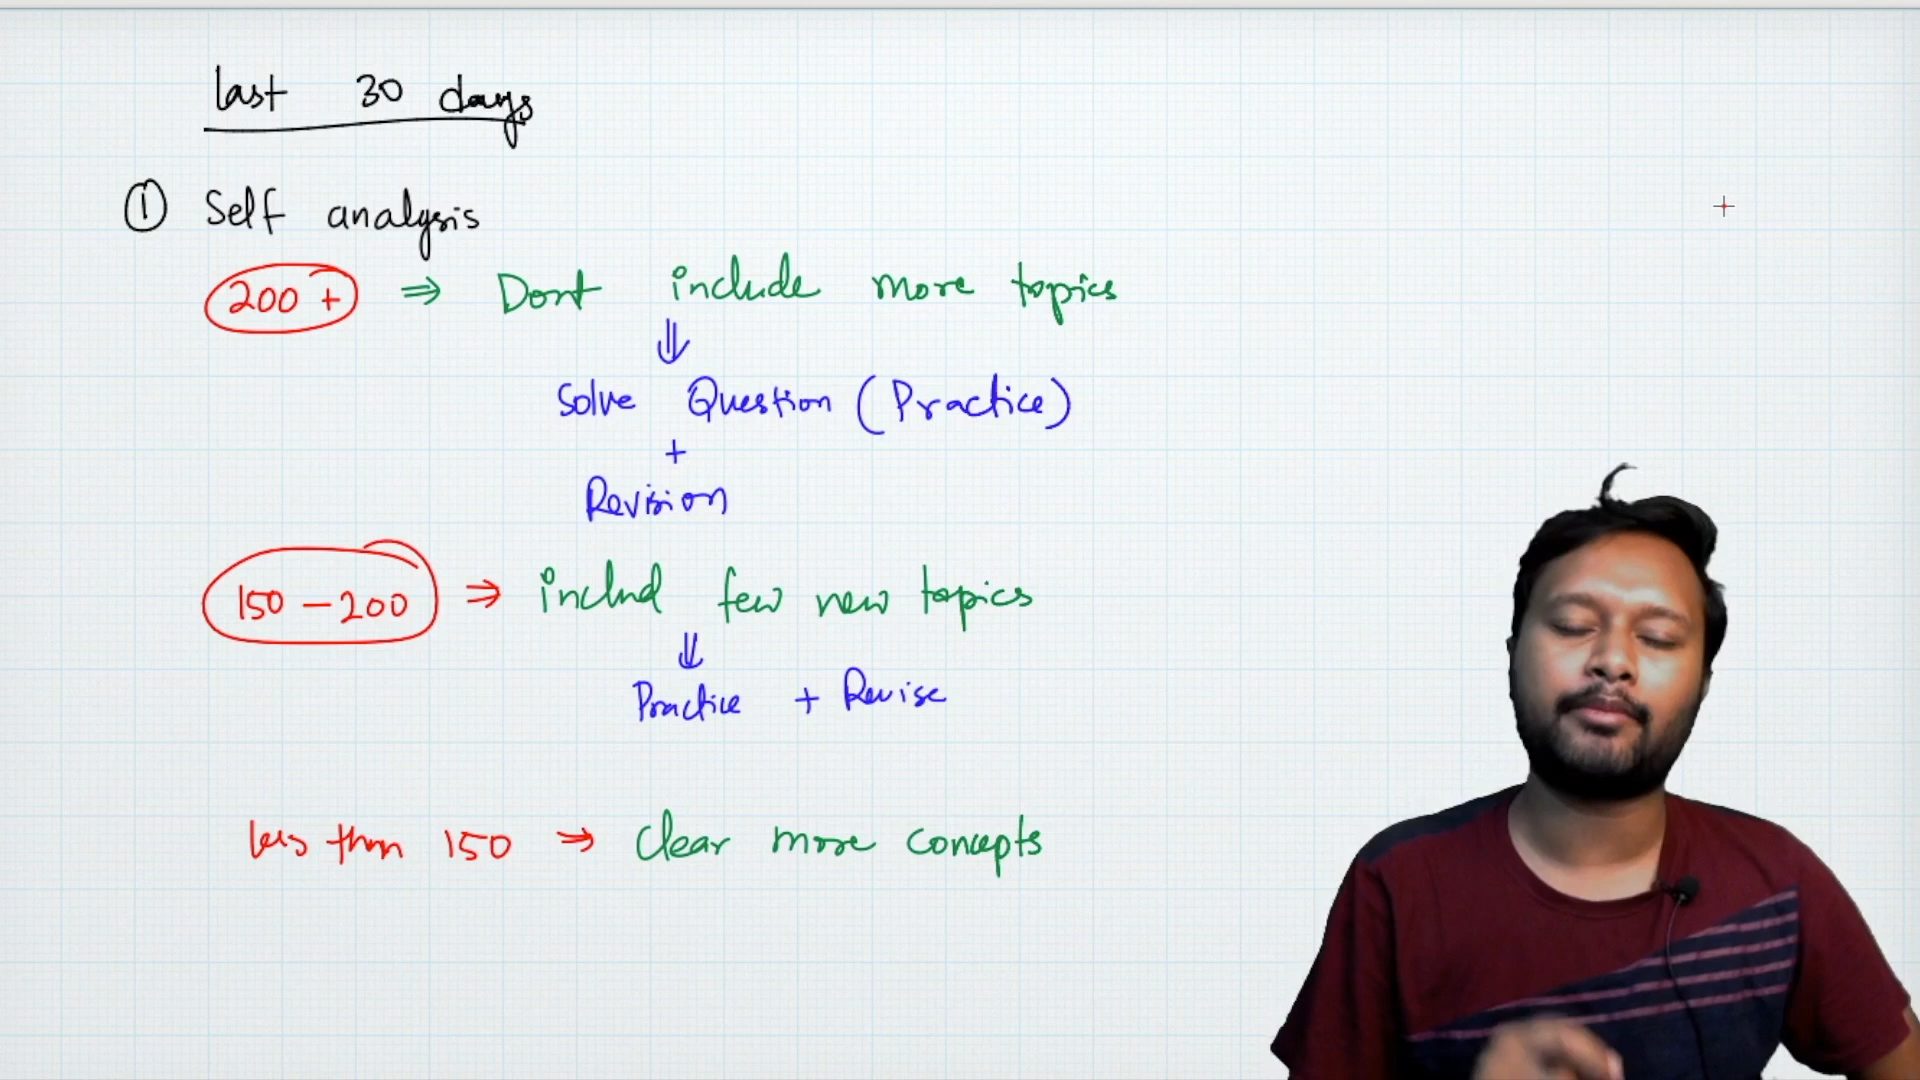 last 30 days
① Self analysis
200 + ⇒ Dont include more topics
⇓
Solve Question (Practice)
+
Revision
150 - 200 ⇒ includ few new topics
⇓
Practice + Revise
less than 150 ⇒ Clear more concepts